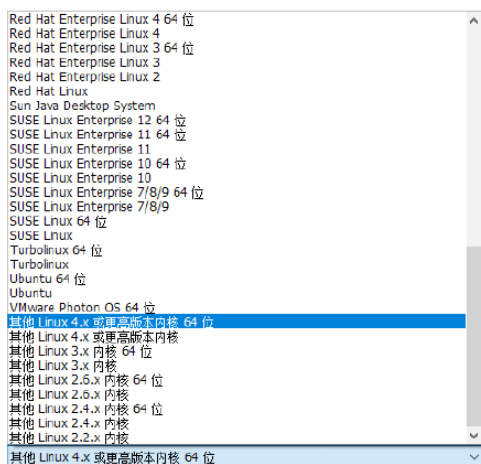 Red Hat Enterprise Linux 4 64 位
Red Hat Enterprise Linux 4
Red Hat Enterprise Linux 3 64 位
Red Hat Enterprise Linux 3
Red Hat Enterprise Linux 2
Red Hat Linux
Sun Java Desktop System
SUSE Linux Enterprise 12 64 位
SUSE Linux Enterprise 11 64 位
SUSE Linux Enterprise 11
SUSE Linux Enterprise 10 64 位
SUSE Linux Enterprise 10
SUSE Linux Enterprise 7/8/9 64 位
SUSE Linux Enterprise 7/8/9
SUSE Linux 64 位
SUSE Linux
Turbolinux 64 位
Turbolinux
Ubuntu 64 位
Ubuntu
VMware Photon OS 64 位
其他 Linux 4.x 或更高版本内核 64 位
其他 Linux 4.x 或更高版本内核
其他 Linux 3.x 内核 64 位
其他 Linux 3.x 内核
其他 Linux 2.6.x 内核 64 位
其他 Linux 2.6.x 内核
其他 Linux 2.4.x 内核 64 位
其他 Linux 2.4.x 内核
其他 Linux 2.2.x 内核
其他 Linux 4.x 或更高版本内核 64 位